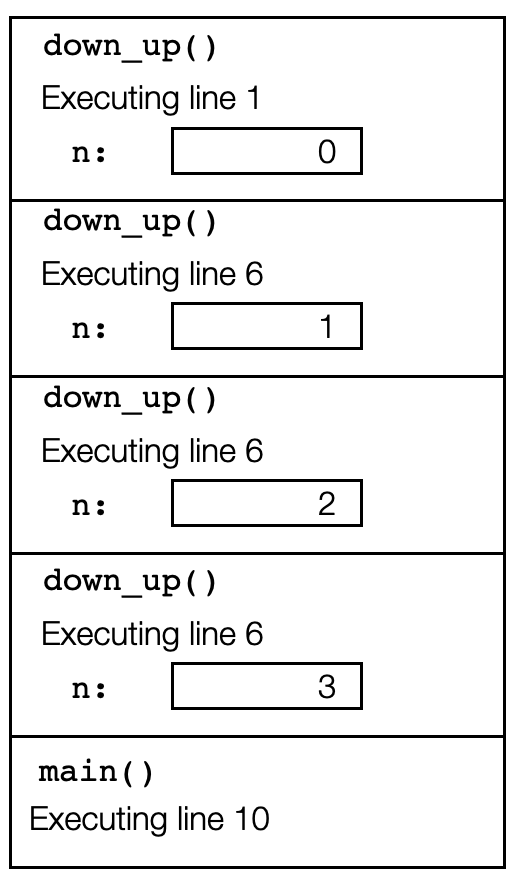 down_up()
Executing line 1
n: 0
down_up()
Executing line 6
n: 1
down_up()
Executing line 6
n: 2
down_up()
Executing line 6
n: 3
main()
Executing line 10